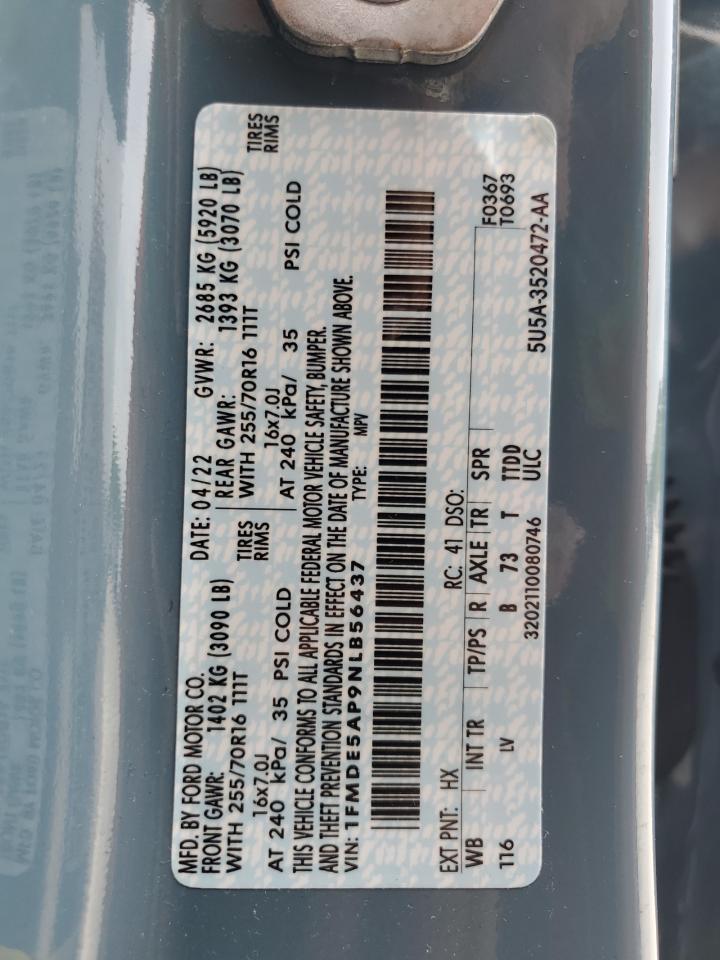 MFD. BY FORD MOTOR CO.
DATE: 04/22 GVWR: 2685 KG (5920 LB)
FRONT GAWR: 1402 KG (3090 LB) REAR GAWR: 1393 KG (3070 LB)
WITH 255/70R16 111T TIRES WITH 255/70R16 111T TIRES
16x7.0J RIMS 16x7.0J RIMS
AT 240 kPa/ 35 PSI COLD AT 240 kPa/ 35 PSI COLD
THIS VEHICLE CONFORMS TO ALL APPLICABLE FEDERAL MOTOR VEHICLE SAFETY, BUMPER,
AND THEFT PREVENTION STANDARDS IN EFFECT ON THE DATE OF MANUFACTURE SHOWN ABOVE.
VIN: 1FMDE5AP9NLB56437 TYPE: MPV
EXT PNT: HX RC: 41 DSO: F0367
WB INT TR TP/PS R AXLE TR SPR T0693
116 LV B 73 T TTDD
3202110080746 ULC 5U5A-3520472-AA